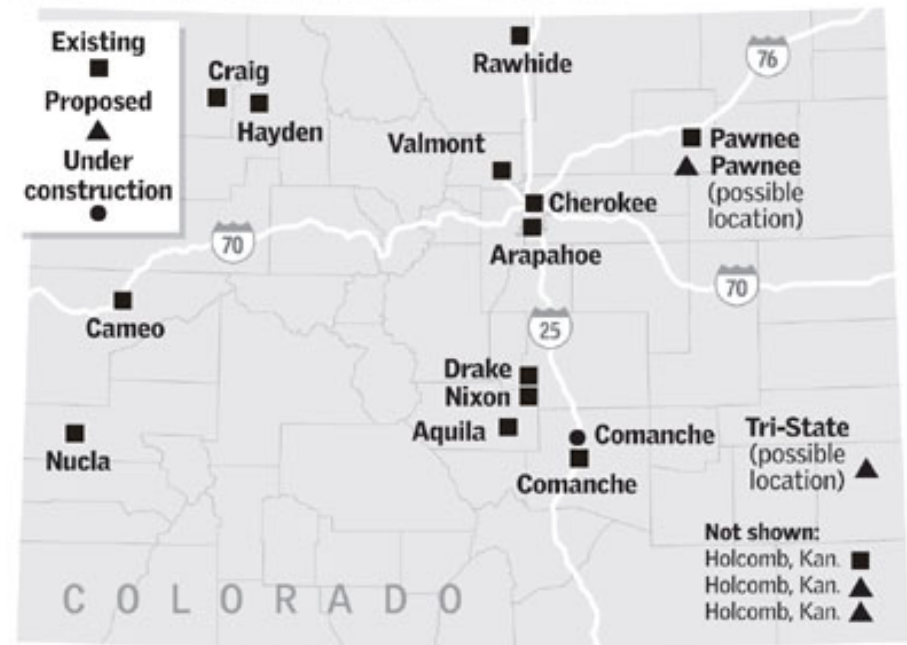 Existing
Proposed
Under
construction
Craig
Hayden
Rawhide
76
Valmont
Pawnee
Pawnee
(possible
location)
Cherokee
Arapahoe
70
70
Cameo
25
Drake
Nixon
Aquila
Comanche
Comanche
Nucla
Tri-State
(possible
location)
Not shown:
Holcomb, Kan.
Holcomb, Kan.
Holcomb, Kan.
COLORADO